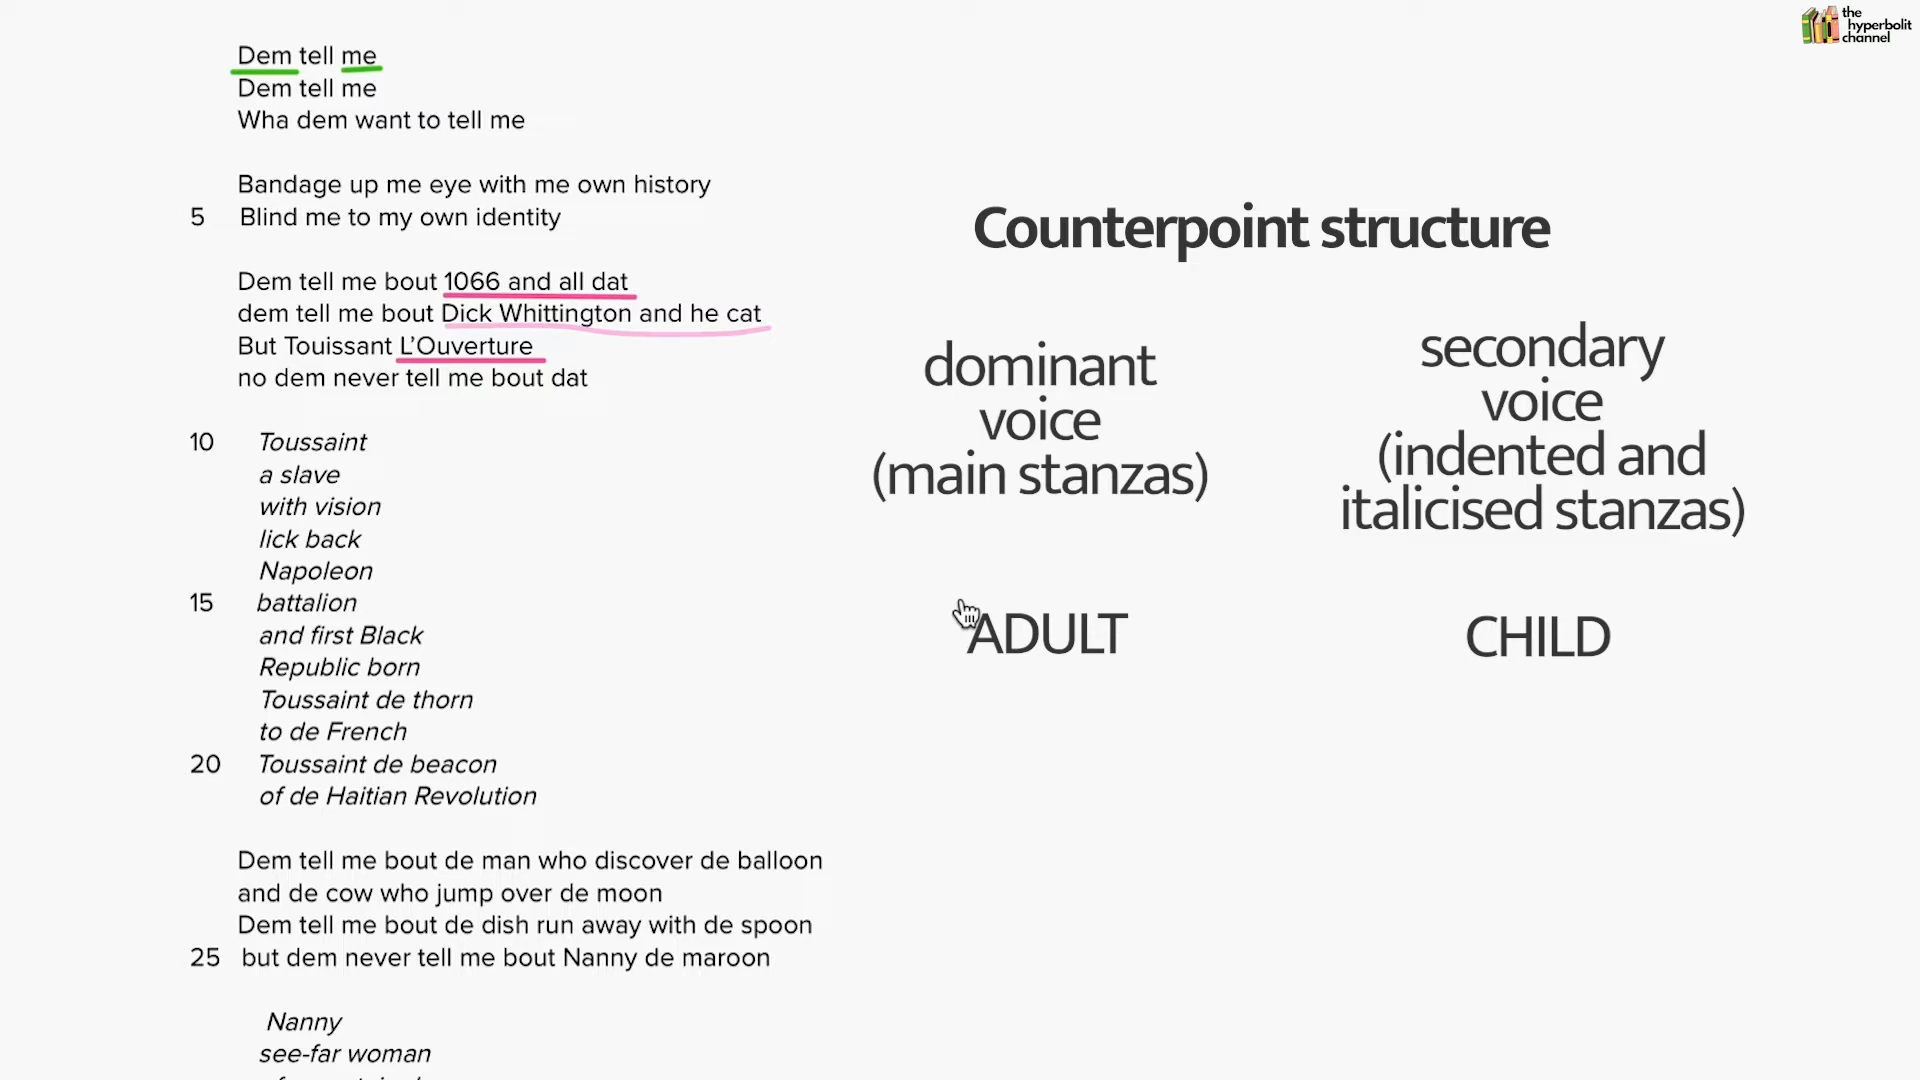 the
hyperbolit
channel
Dem tell me
Dem tell me
Wha dem want to tell me
Bandage up me eye with me own history
5 Blind me to my own identity
Dem tell me bout 1066 and all dat
dem tell me bout Dick Whittington and he cat
But Touissant L’Ouverture
no dem never tell me bout dat
10 Toussaint
a slave
with vision
lick back
Napoleon
15 battalion
and first Black
Republic born
Toussaint de thorn
to de French
20 Toussaint de beacon
of de Haitian Revolution
Dem tell me bout de man who discover de balloon
and de cow who jump over de moon
Dem tell me bout de dish run away with de spoon
25 but dem never tell me bout Nanny de maroon
Nanny
see-far woman
Counterpoint structure
dominant
voice
(main stanzas)
ADULT
secondary
voice
(indented and
italicised stanzas)
CHILD